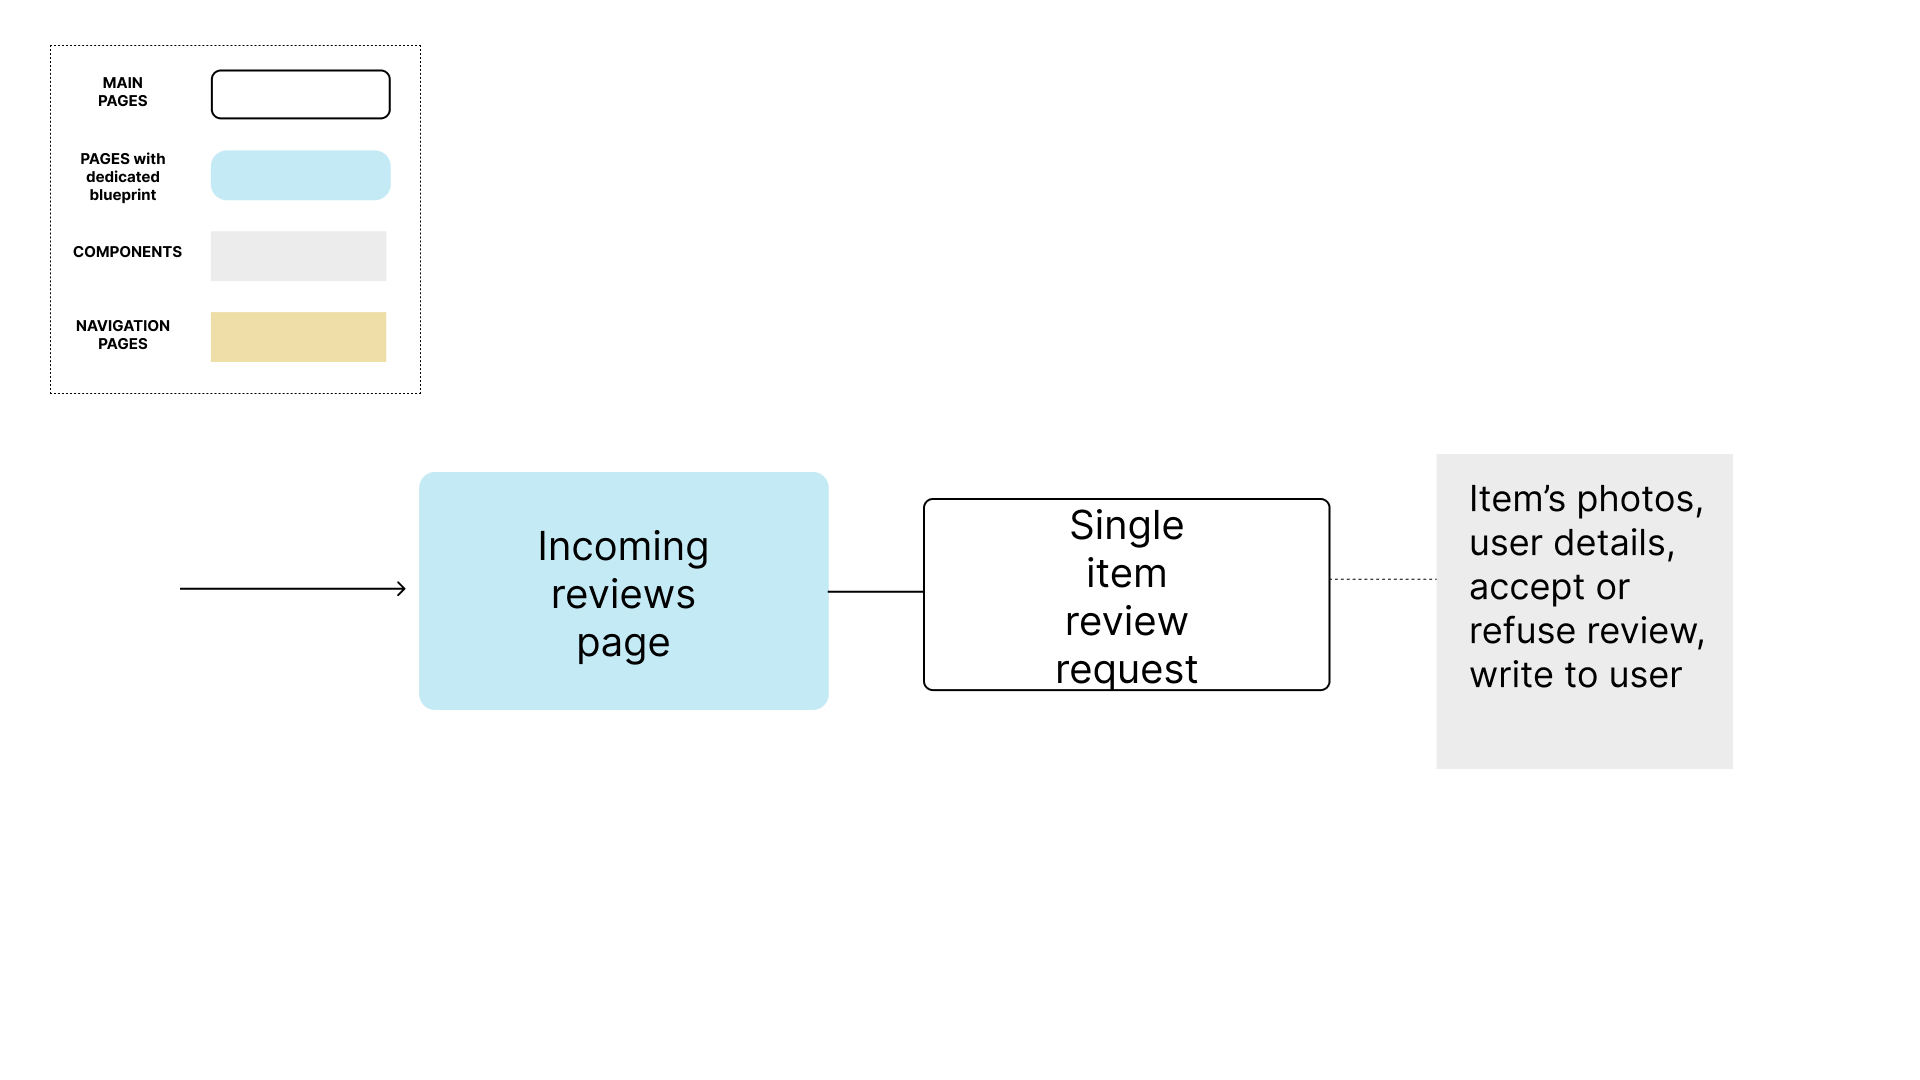 MAIN
PAGES
PAGES with
dedicated
blueprint
COMPONENTS
NAVIGATION
PAGES
Incoming
reviews
page
Single
item
review
request
Item’s photos,
user details,
accept or
refuse review,
write to user